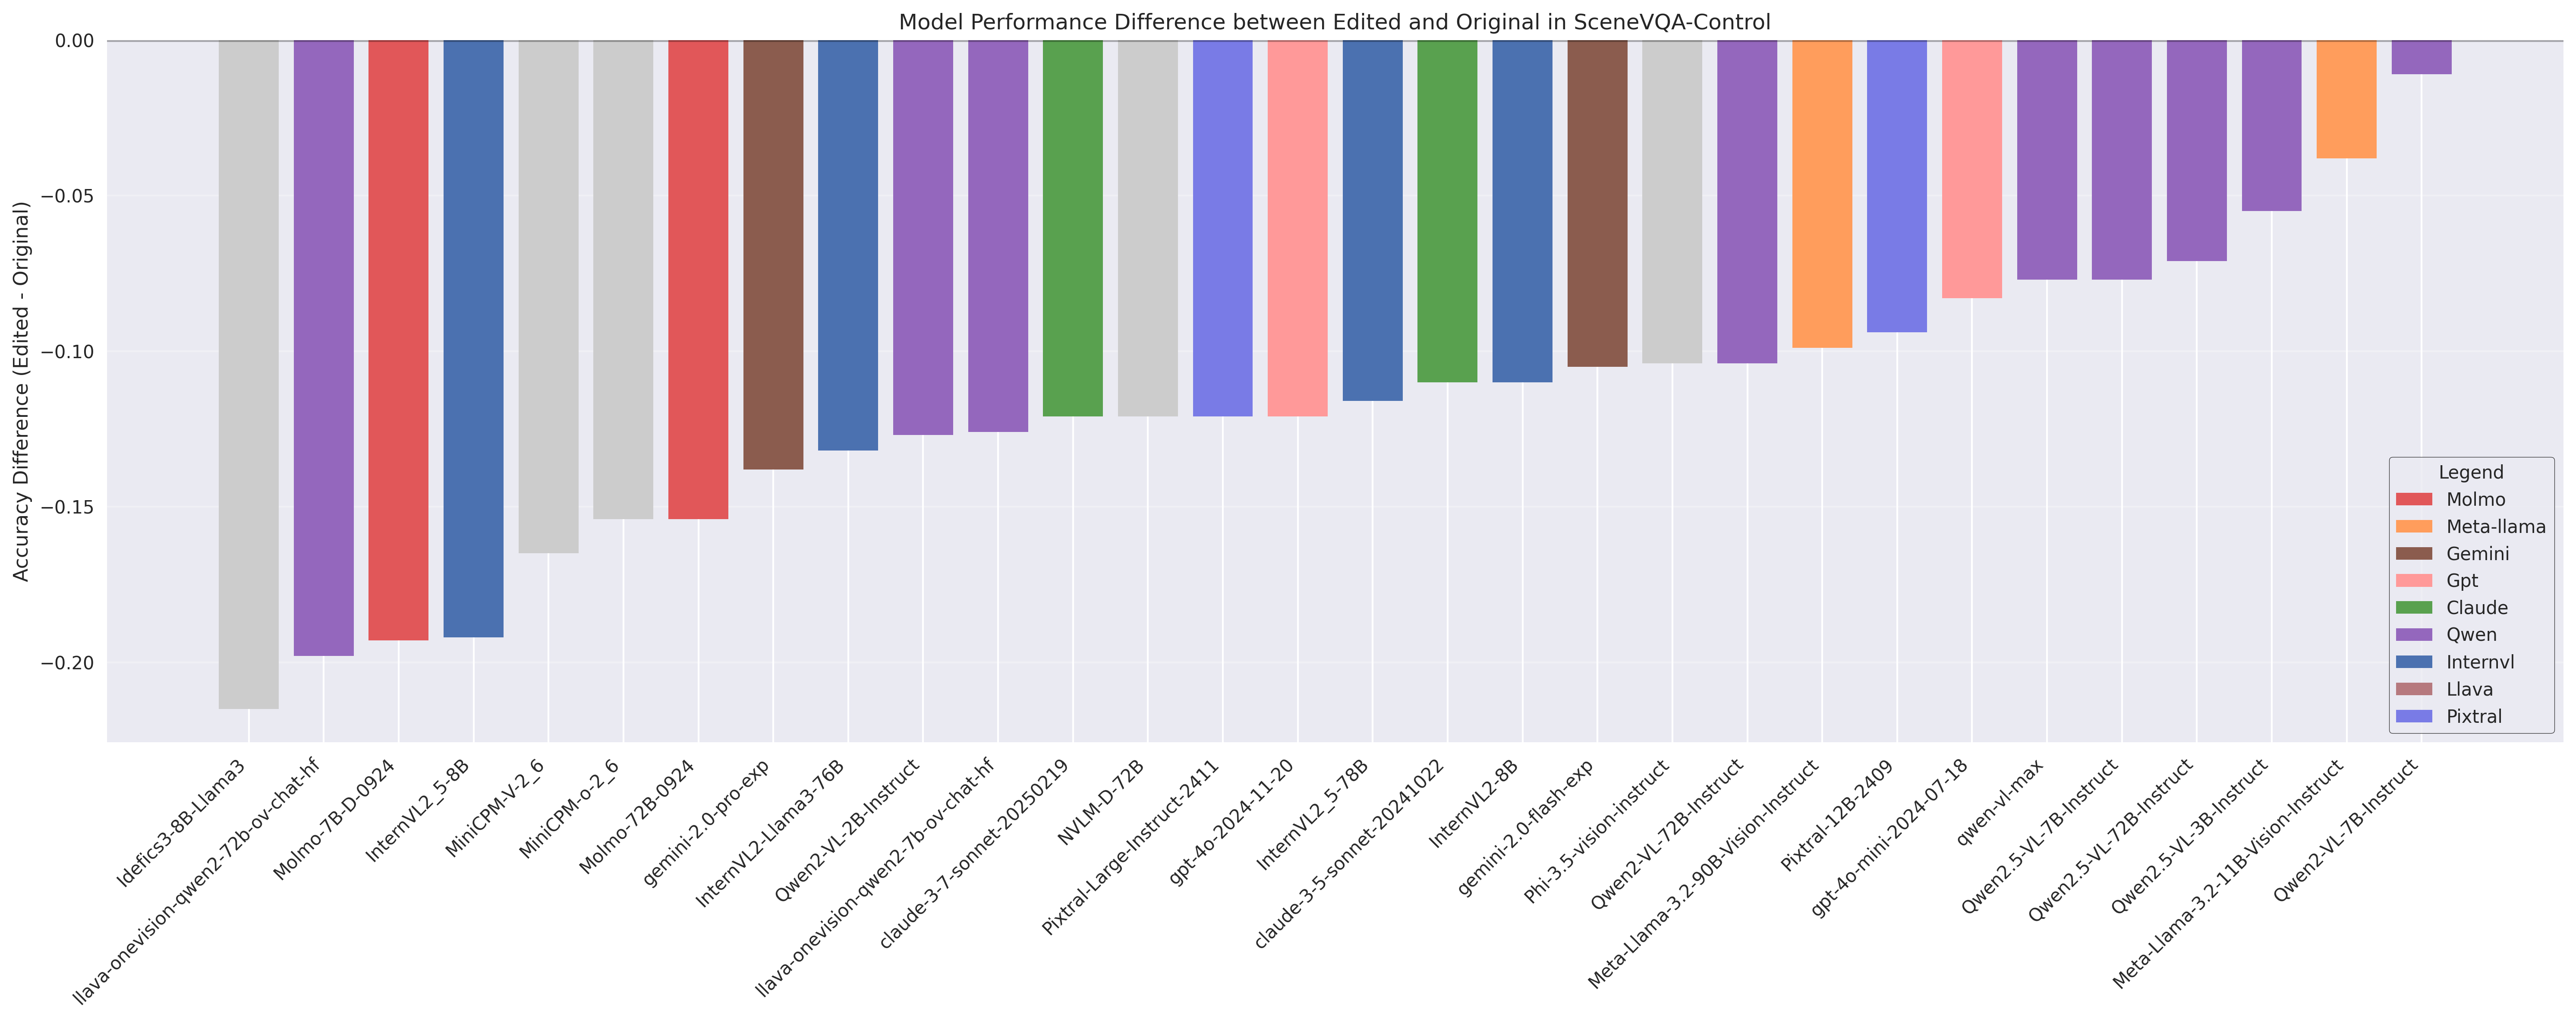 Model Performance Difference between Edited and Original in SceneVQA-Control
Accuracy Difference (Edited - Original)
0.00
−0.05
−0.10
−0.15
−0.20
Idefics3-8B-Llama3
llava-onevision-qwen2-72b-ov-chat-hf
Molmo-7B-D-0924
InternVL2_5-8B
MiniCPM-V-2_6
MiniCPM-o-2_6
Molmo-72B-0924
gemini-2.0-pro-exp
InternVL2-Llama3-76B
Qwen2-VL-2B-Instruct
llava-onevision-qwen2-7b-ov-chat-hf
claude-3-7-sonnet-20250219
NVLM-D-72B
Pixtral-Large-Instruct-2411
gpt-4o-2024-11-20
InternVL2_5-78B
claude-3-5-sonnet-20241022
InternVL2-8B
gemini-2.0-flash-exp
Phi-3.5-vision-instruct
Qwen2-VL-72B-Instruct
Meta-Llama-3.2-90B-Vision-Instruct
Pixtral-12B-2409
gpt-4o-mini-2024-07-18
qwen-vl-max
Qwen2.5-VL-7B-Instruct
Qwen2.5-VL-72B-Instruct
Qwen2.5-VL-3B-Instruct
Meta-Llama-3.2-11B-Vision-Instruct
Qwen2-VL-7B-Instruct
Legend
Molmo
Meta-llama
Gemini
Gpt
Claude
Qwen
Internvl
Llava
Pixtral